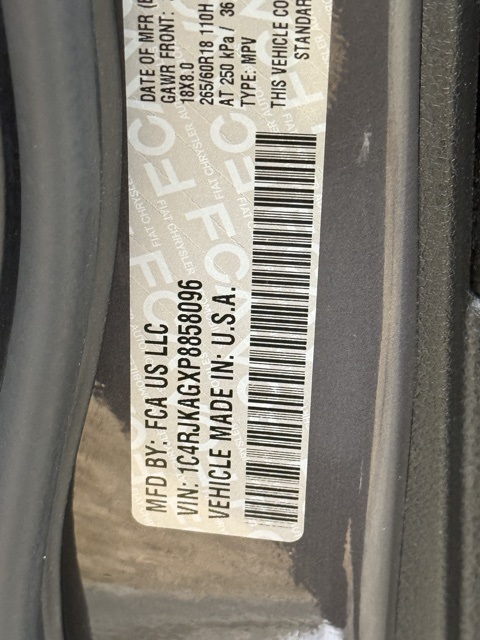 MFD BY: FCA US LLC
VIN: 1C4RJKAGXP8858096
VEHICLE MADE IN: U.S.A.
DATE OF MFR
GAWR FRONT:
18X8.0
265/60R18 110H
AT 250 kPa / 36
TYPE: MPV
THIS VEHICLE CO
STANDAR